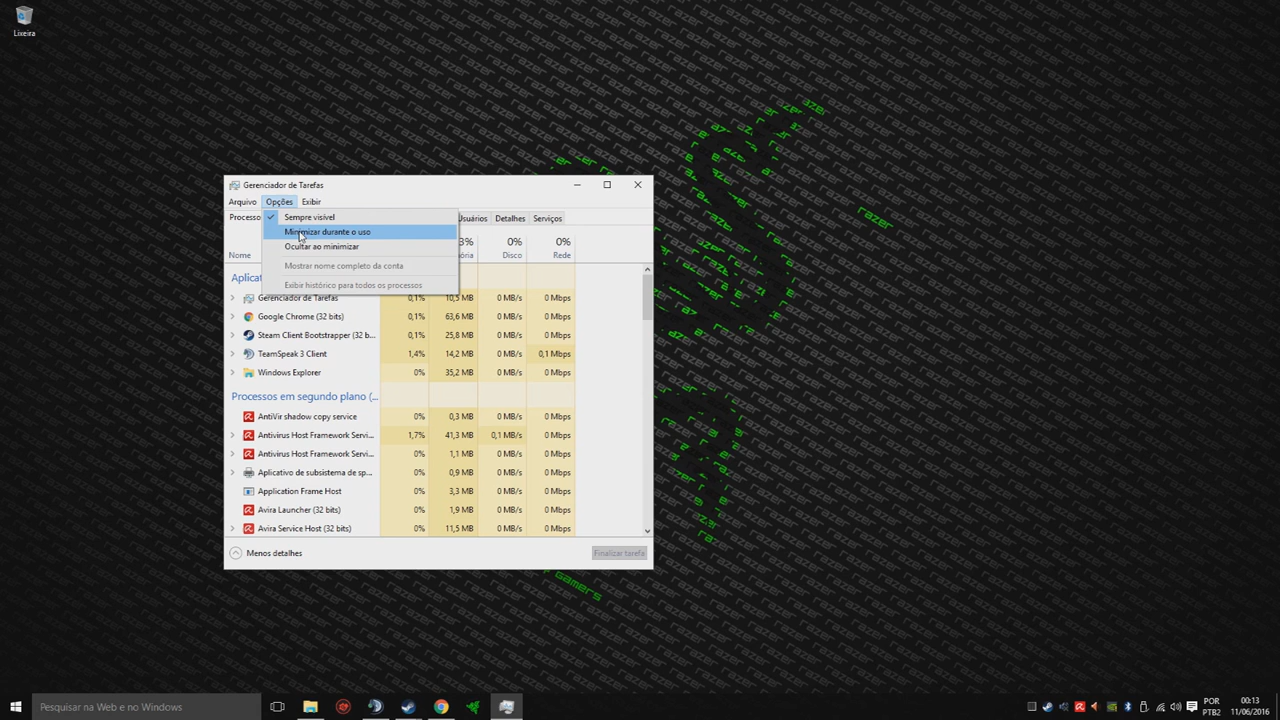 Lixeira
Gerenciador de Tarefas
Arquivo Opções Exibir
Processo Usuários Detalhes Serviços
Sempre visível
Minimizar durante o uso
Ocultar ao minimizar
Mostrar nome completo da conta
Exibir histórico para todos os processos
3% 0% 0%
Nome ória Disco Rede
Aplicati
Gerenciador de Tarefas 0,1% 10,5 MB 0 MB/s 0 Mbps
Google Chrome (32 bits) 0,1% 63,6 MB 0 MB/s 0 Mbps
Steam Client Bootstrapper (32 b... 0,1% 25,8 MB 0 MB/s 0 Mbps
TeamSpeak 3 Client 1,4% 14,2 MB 0 MB/s 0,1 Mbps
Windows Explorer 0% 35,2 MB 0 MB/s 0 Mbps
Processos em segundo plano (...
AntiVir shadow copy service 0% 0,3 MB 0 MB/s 0 Mbps
Antivirus Host Framework Servi... 1,7% 41,3 MB 0,1 MB/s 0 Mbps
Antivirus Host Framework Servi... 0% 1,1 MB 0 MB/s 0 Mbps
Aplicativo de subsistema de sp... 0% 0,9 MB 0 MB/s 0 Mbps
Application Frame Host 0% 3,3 MB 0 MB/s 0 Mbps
Avira Launcher (32 bits) 0% 1,9 MB 0 MB/s 0 Mbps
Avira Service Host (32 bits) 0% 11,5 MB 0 MB/s 0 Mbps
Menos detalhes Finalizar tarefa
razer
Gamers
Pesquisar na Web e no Windows
POR
PTB2
00:13
11/06/2016